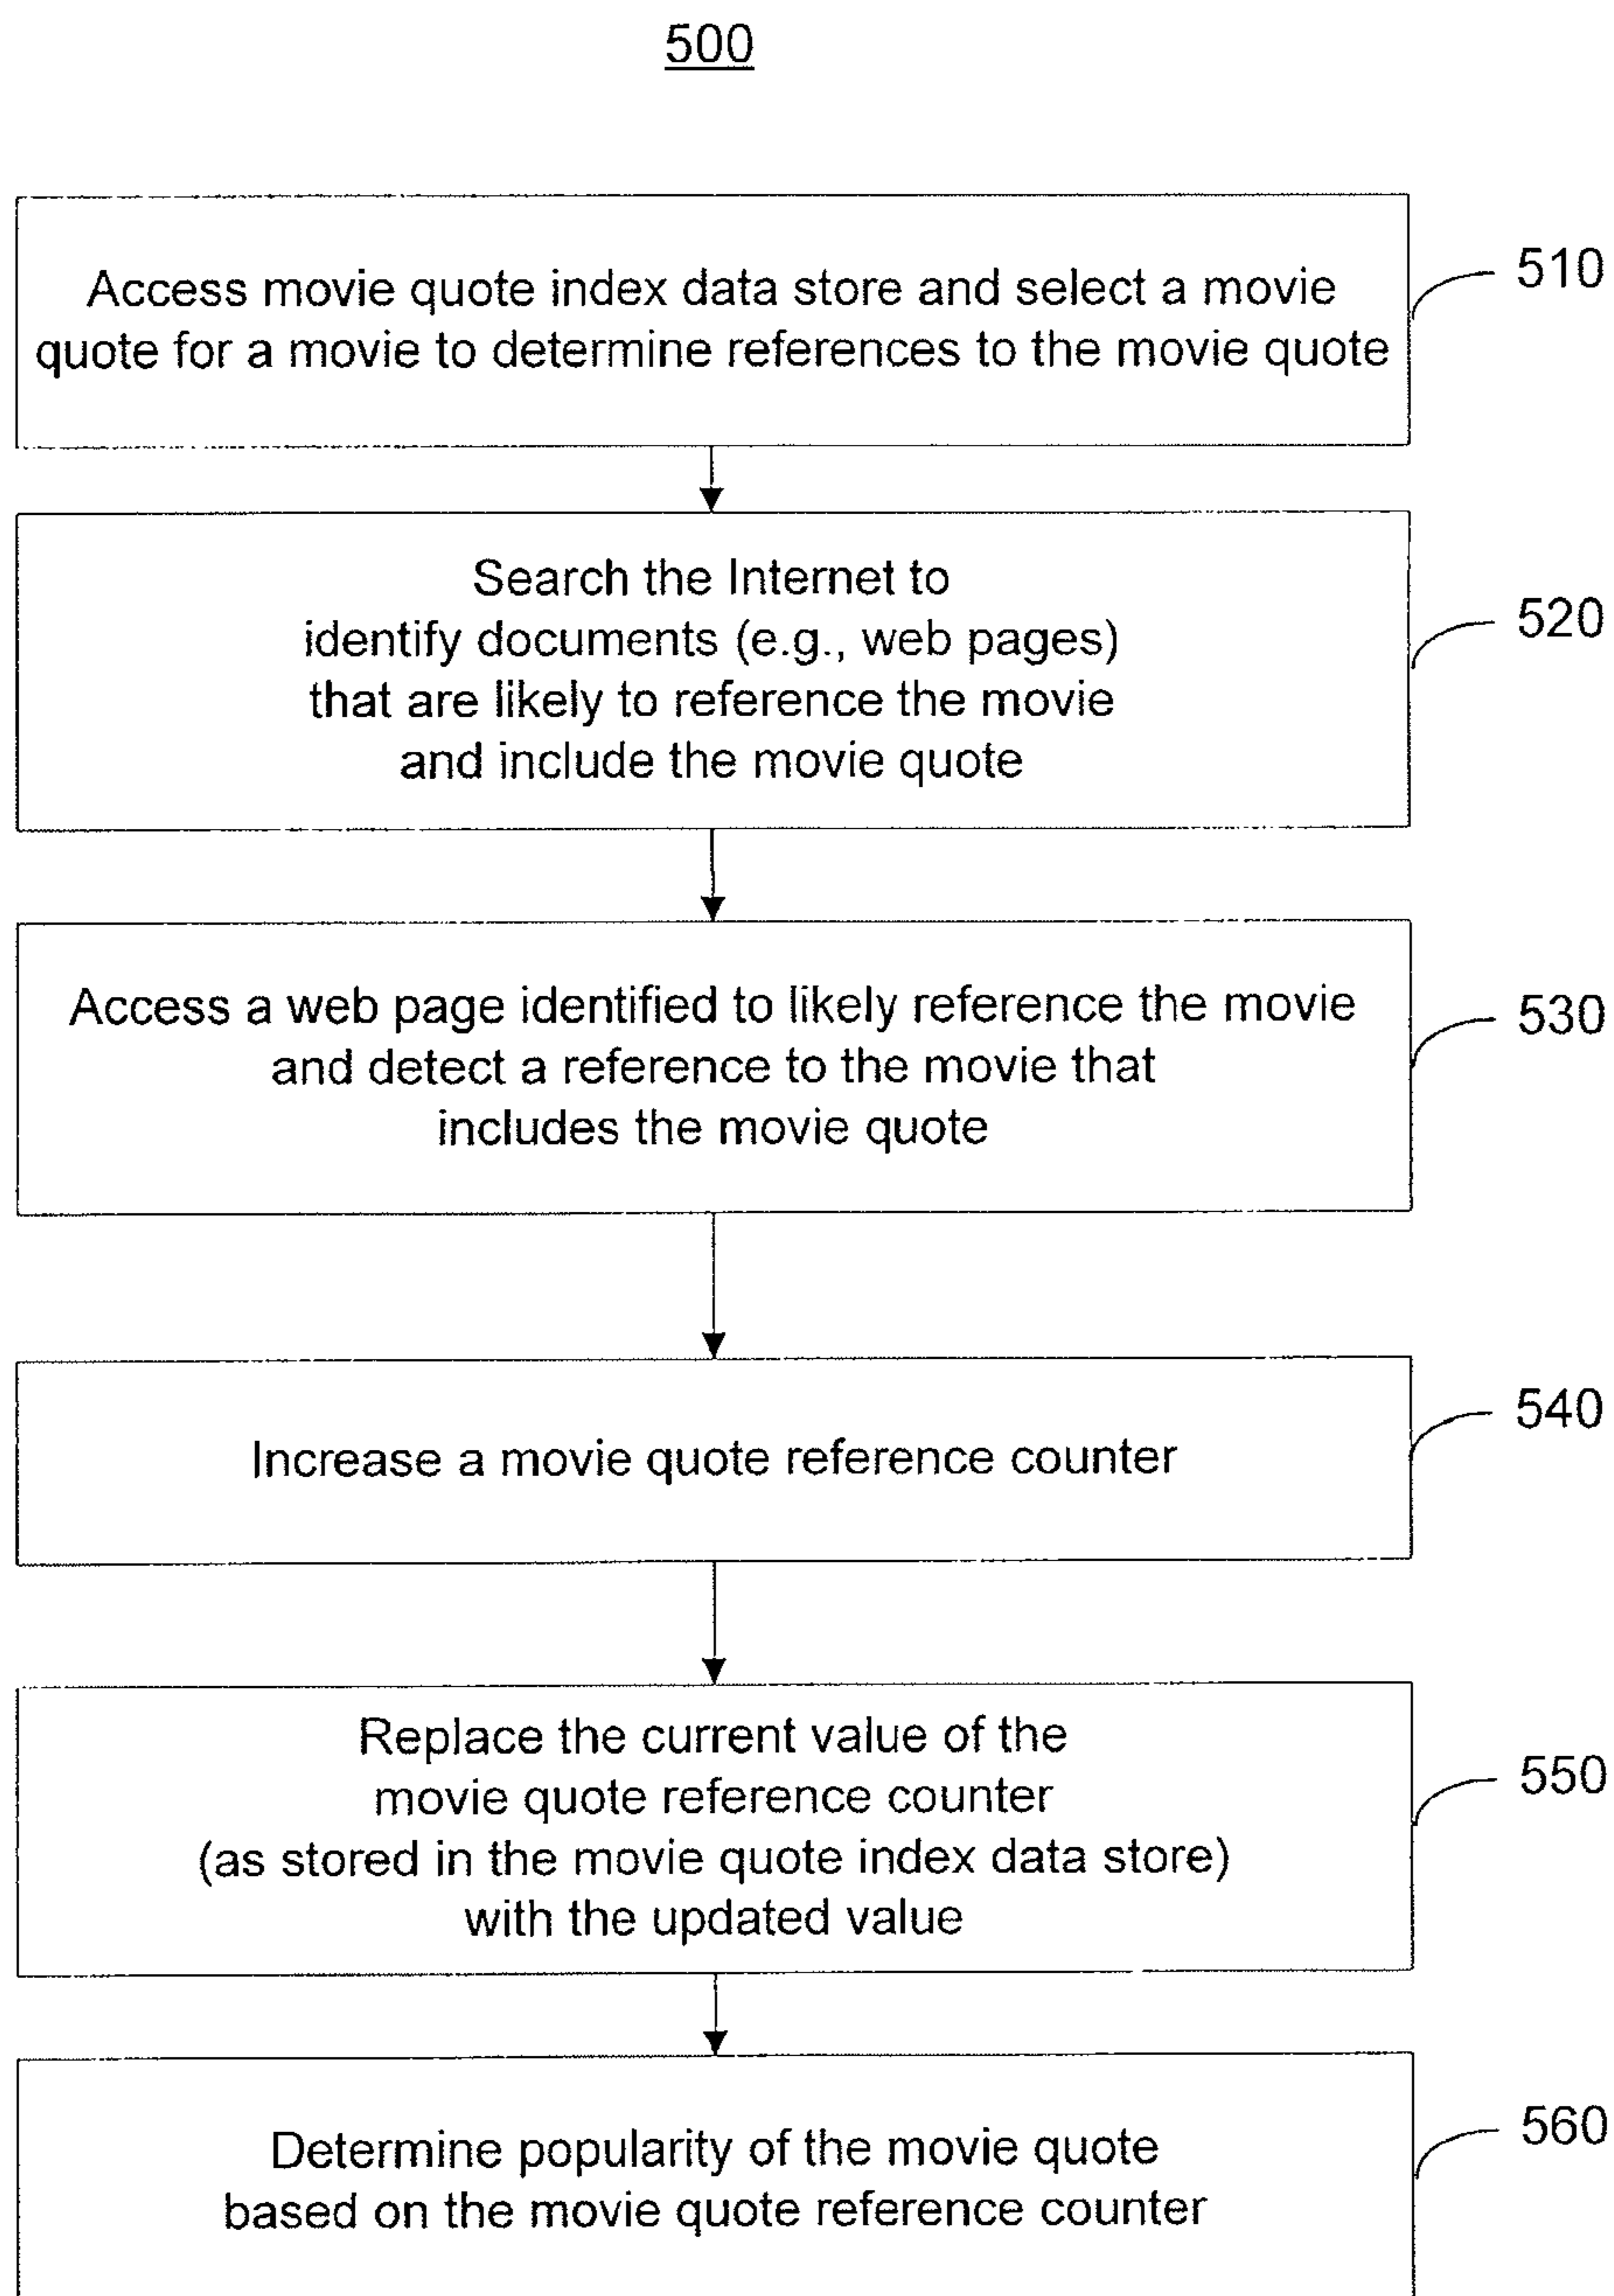 500
Access movie quote index data store and select a movie
quote for a movie to determine references to the movie quote
510
Search the Internet to
identify documents (e.g., web pages)
that are likely to reference the movie
and include the movie quote
520
Access a web page identified to likely reference the movie
and detect a reference to the movie that
includes the movie quote
530
Increase a movie quote reference counter
540
Replace the current value of the
movie quote reference counter
(as stored in the movie quote index data store)
with the updated value
550
Determine popularity of the movie quote
based on the movie quote reference counter
560